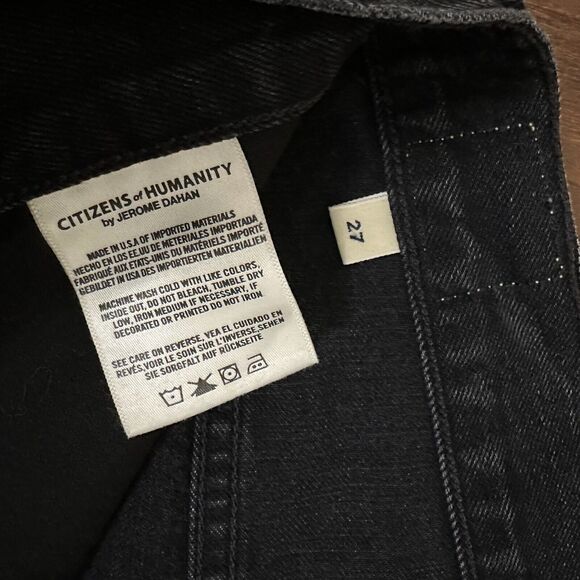 CITIZENS of HUMANITY
by JEROME DAHAN
MADE IN U.S.A OF IMPORTED MATERIALS
HECHO EN LOS EE.UU DE METERIALES IMPORTADA
FABRIQUÉ AUX ETATS-UNIS DU MATÉRIELS IMPORTÉ
GEBILDET IN USA DES IMPORTIERTEN MATERIALIEN
MACHINE WASH COLD WITH LIKE COLORS,
INSIDE OUT, DO NOT BLEACH, TUMBLE DRY
LOW, IRON MEDIUM IF NECESSARY, IF
DECORATED OR PRINTED DO NOT IRON.
SEE CARE ON REVERSE, VEA EL CUIDADO EN
REVÉS,VOIR LE SOIN SUR L'INVERSE,SEHEN
SIE SORGFALT AUF RÜCKSEITE
27